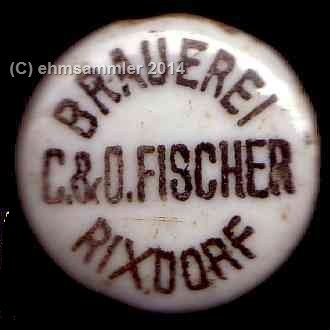 (C) ehmsammler 2014
BRAUEREI
C.&O.FISCHER
RIXDORF